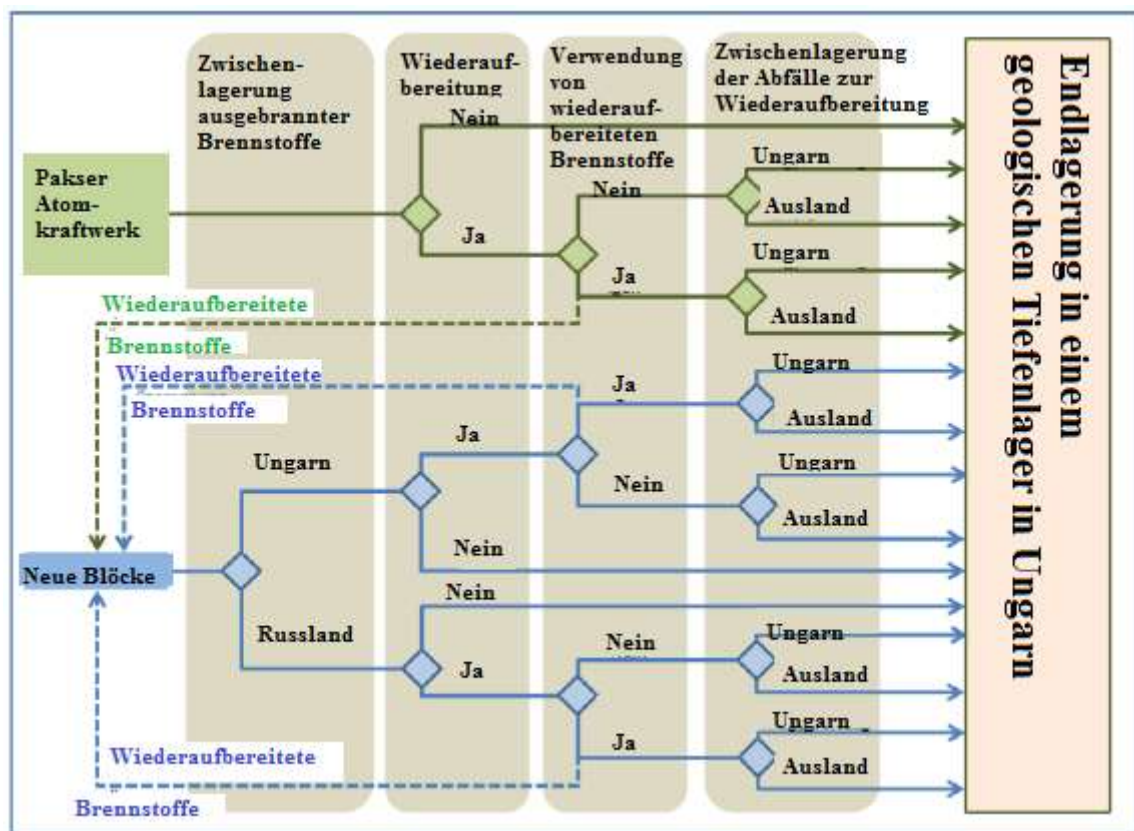 Zwischen-
lagerung
ausgebrannter
Brennstoffe
Wiederauf-
bereitung
Verwendung
von
wiederauf-
bereiteten
Brennstoffe
Zwischenlagerung
der Abfälle zur
Wiederaufbereitung
Endlagerung in einem
geologischen Tiefenlager in Ungarn
Pakser
Atom-
kraftwerk
Nein
Ja
Nein
Ja
Ungarn
Ausland
Ungarn
Ausland
Wiederaufbereitete
Brennstoffe
Wiederaufbereitete
Brennstoffe
Neue Blöcke
Ungarn
Russland
Ja
Nein
Ja
Nein
Ungarn
Ausland
Ungarn
Ausland
Nein
Ja
Nein
Ja
Ungarn
Ausland
Ungarn
Ausland
Wiederaufbereitete
Brennstoffe